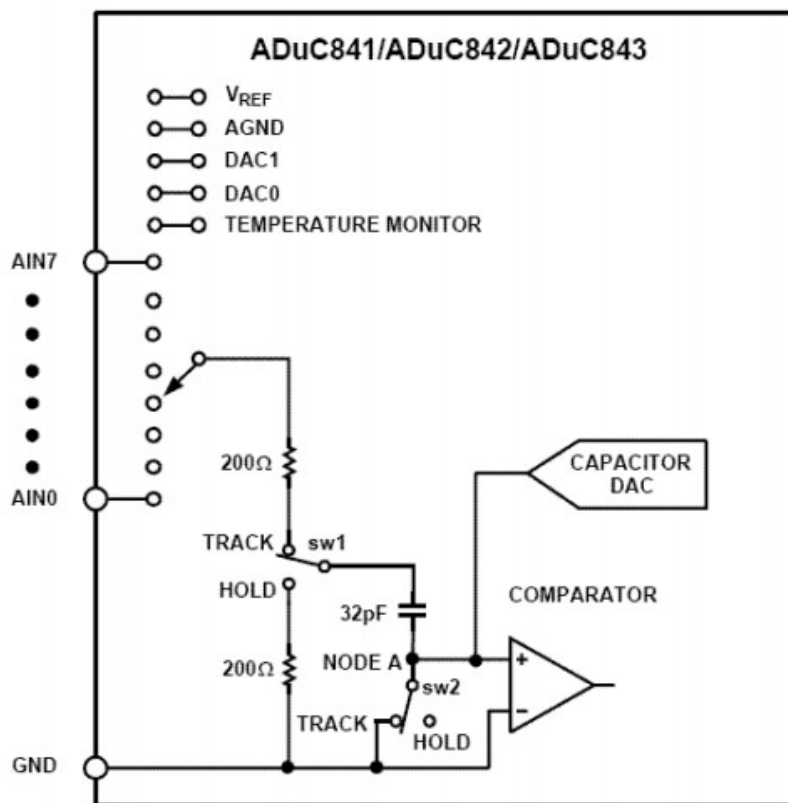 ADuC841/ADuC842/ADuC843
VREF
AGND
DAC1
DAC0
TEMPERATURE MONITOR
AIN7
AIN0
200Ω
CAPACITOR
DAC
TRACK
sw1
HOLD
32pF
COMPARATOR
200Ω
NODE A
+
sw2
−
TRACK
HOLD
GND